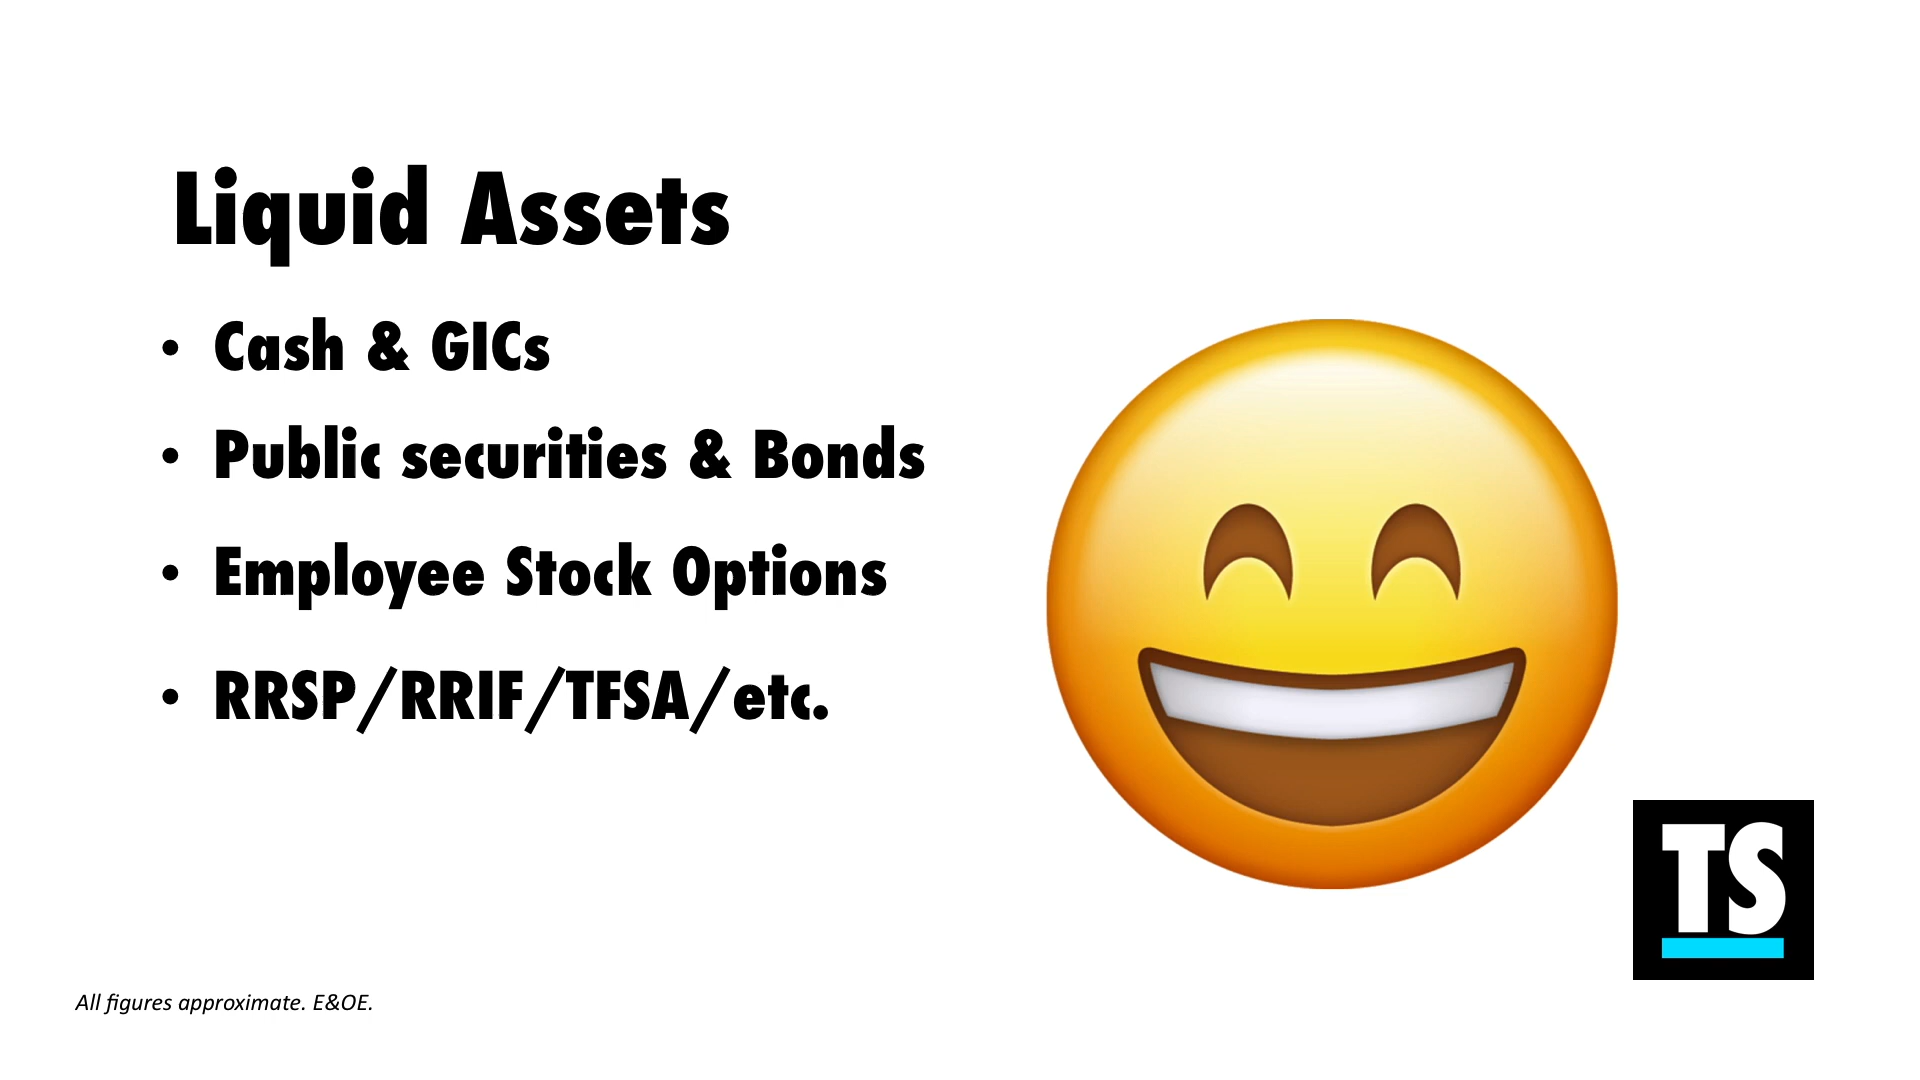 Liquid Assets
• Cash & GICs
• Public securities & Bonds
• Employee Stock Options
• RRSP/RRIF/TFSA/etc.
TS
All figures approximate. E&OE.